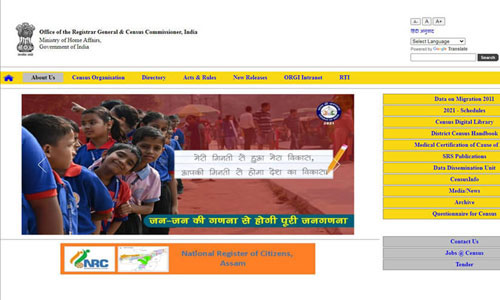 Office of the Registrar General & Census Commissioner, India
Ministry of Home Affairs,
Government of India
A- A A+
हिंदी अनुवाद
Select Language
Powered by Google Translate
Search
About Us Census Organisation Directory Acts & Rules New Releases ORGI Intranet RTI
2021
मेरी गिनती से हुआ मेरा विकास,
आपकी गिनती से होगा देश का विकास.
जन-जन की गणना से होगी पूरी जनगणना
Data on Migration 2011
2021 - Schedules
Census Digital Library
District Census Handbook
Medical Certification of Cause of
SRS Publications
Data Dissemination Unit
CensusInfo
Media/News
Archive
Questionnaire for Census
Contact Us
Jobs @ Census
Tender
NRC
National Register of Citizens,
Assam